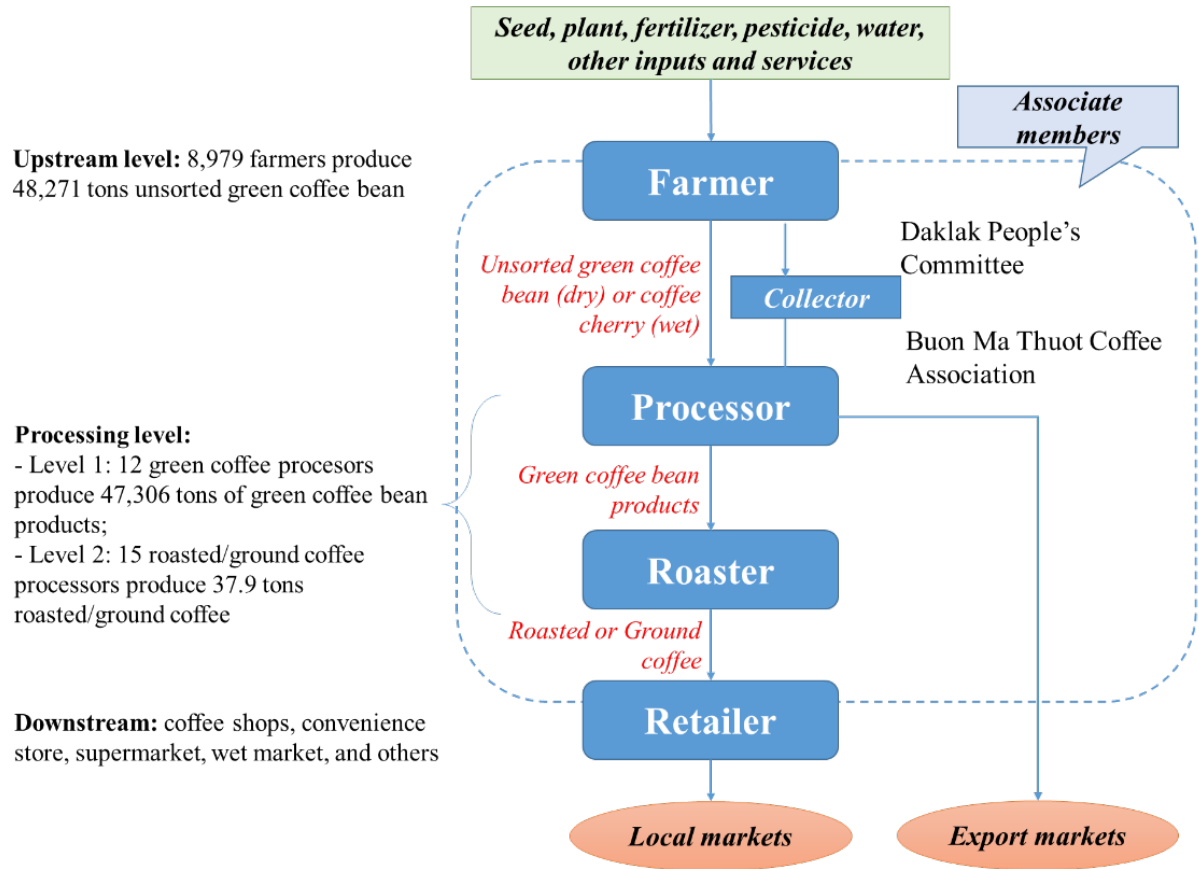 Seed, plant, fertilizer, pesticide, water,
other inputs and services
Associate
members
Upstream level: 8,979 farmers produce
48,271 tons unsorted green coffee bean
Farmer
Daklak People's
Committee
Unsorted green coffee
bean (dry) or coffee
cherry (wet)
Collector
Buon Ma Thuot Coffee
Association
Processor
Processing level:
- Level 1: 12 green coffee procesors
produce 47,306 tons of green coffee bean
products;
- Level 2: 15 roasted/ground coffee
processors produce 37.9 tons
roasted/ground coffee
Green coffee bean
products
Roaster
Roasted or Ground
coffee
Retailer
Downstream: coffee shops, convenience
store, supermarket, wet market, and others
Local markets
Export markets